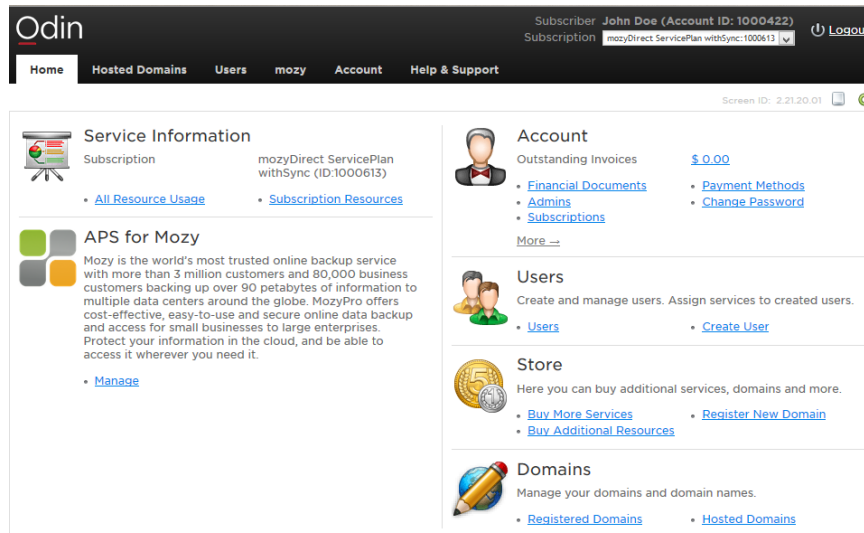 Odin
Subscriber John Doe (Account ID: 1000422)
Subscription mozyDirect ServicePlan withSync:1000613
Logou
Home Hosted Domains Users mozy Account Help & Support
Screen ID: 2.21.20.01
Service Information
Subscription mozyDirect ServicePlan
withSync (ID:1000613)
• All Resource Usage • Subscription Resources
APS for Mozy
Mozy is the world's most trusted online backup service
with more than 3 million customers and 80,000 business
customers backing up over 90 petabytes of information to
multiple data centers around the globe. MozyPro offers
cost-effective, easy-to-use and secure online data backup
and access for small businesses to large enterprises.
Protect your information in the cloud, and be able to
access it wherever you need it.
• Manage
Account
Outstanding Invoices $ 0.00
• Financial Documents • Payment Methods
• Admins • Change Password
• Subscriptions
More →
Users
Create and manage users. Assign services to created users.
• Users • Create User
Store
Here you can buy additional services, domains and more.
• Buy More Services • Register New Domain
• Buy Additional Resources
Domains
Manage your domains and domain names.
• Registered Domains • Hosted Domains